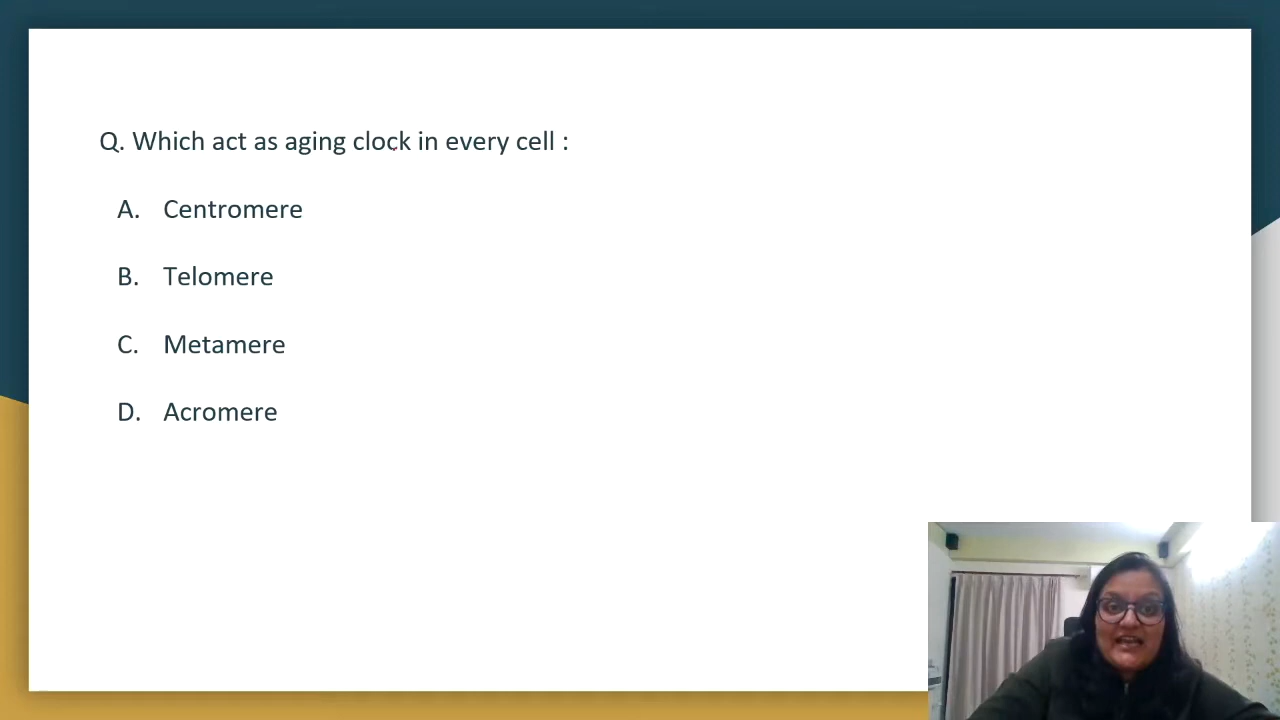 Q. Which act as aging clock in every cell :
A. Centromere
B. Telomere
C. Metamere
D. Acromere